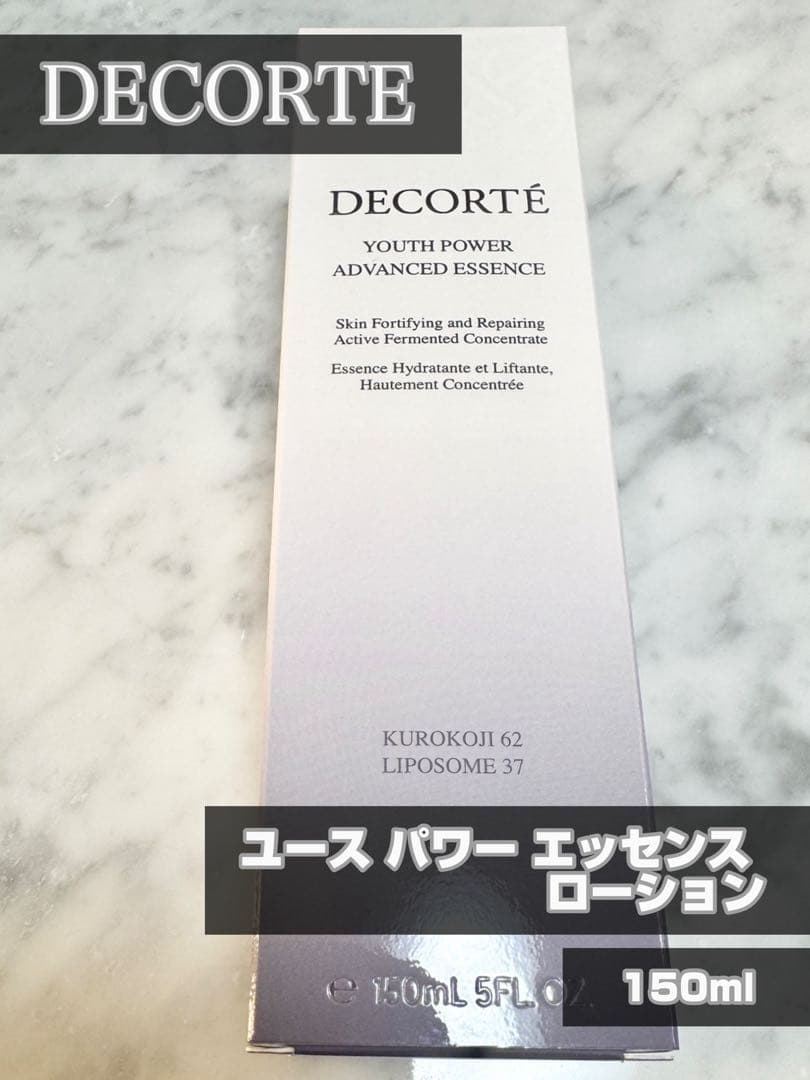 DECORTE
DECORTÉ
YOUTH POWER
ADVANCED ESSENCE
Skin Fortifying and Repairing
Active Fermented Concentrate
Essence Hydratante et Liftante,
Hautement Concentrée
KUROKOJI 62
LIPOSOME 37
ユース パワー エッセンス
ローション
℮ 150mL 5FL.OZ.
150ml